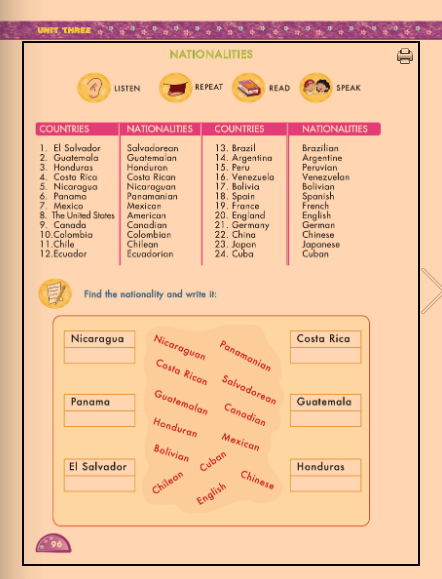 UNIT THREE
NATIONALITIES
LISTEN REPEAT READ SPEAK
COUNTRIES NATIONALITIES COUNTRIES NATIONALITIES
1. El Salvador Salvadorean 13. Brazil Brazilian
2. Guatemala Guatemalan 14. Argentina Argentine
3. Honduras Honduran 15. Peru Peruvian
4. Costa Rica Costa Rican 16. Venezuela Venezuelan
5. Nicaragua Nicaraguan 17. Bolivia Bolivian
6. Panama Panamanian 18. Spain Spanish
7. Mexico Mexican 19. France French
8. The United States American 20. England English
9. Canada Canadian 21. Germany German
10.Colombia Colombian 22. China Chinese
11.Chile Chilean 23. Japan Japanese
12.Ecuador Ecuadorian 24. Cuba Cuban
Find the nationality and write it:
Nicaragua
Panama
El Salvador
Nicaraguan
Panamanian
Costa Rican
Salvadorean
Guatemalan
Canadian
Honduran
Mexican
Bolivian
Cuban
Chilean
Chinese
English
Costa Rica
Guatemala
Honduras
96